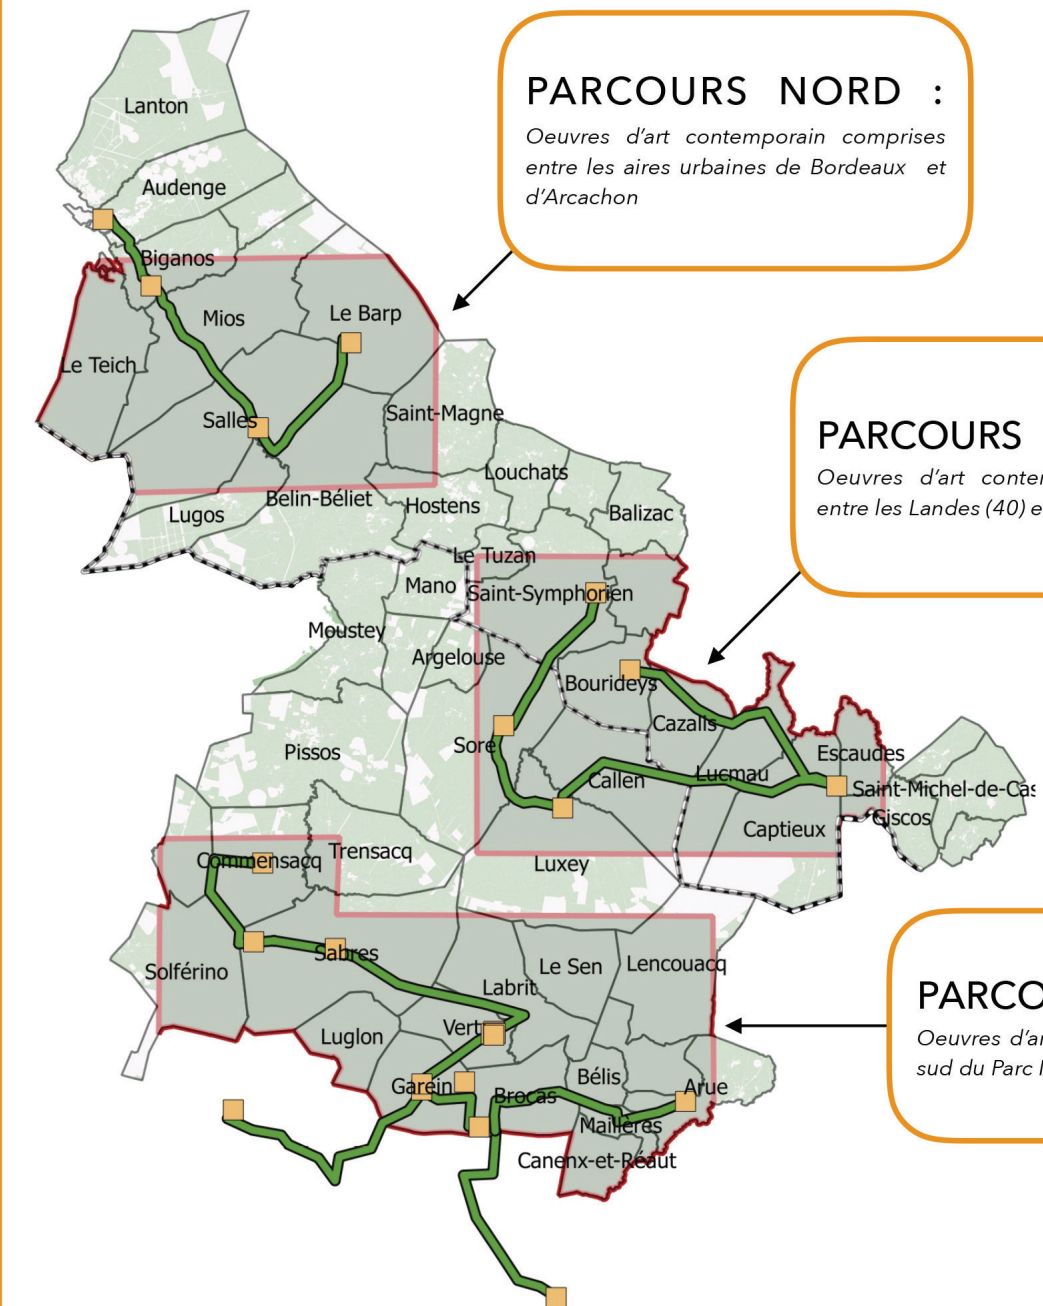 Lanton
PARCOURS NORD :
Oeuvres d'art contemporain comprises
entre les aires urbaines de Bordeaux et
d'Arcachon
Audenge
Biganos
Mios
Le Barp
Le Teich
Salles
Saint-Magne
PARCOURS
Oeuvres d'art conter
entre les Landes (40) e
Louchats
Belin-Béliet
Hostens
Lugos
Balizac
Le Tuzan
Mano
Saint-Symphorien
Moustey
Argelouse
Bourideys
Cazalis
Sore
Pissos
Escaudes
Callen
Lucmau
Saint-Michel-de-Cas
Giscos
Captieux
Trensacq
Commensacq
Luxey
Solférino
Sabres
Le Sen
Lencouacq
Labrit
PARCO
Oeuvres d'ar
sud du Parc
Vert
Luglon
Garein
Brocas
Bélis
Arue
Maillères
Canenx-et-Réaut